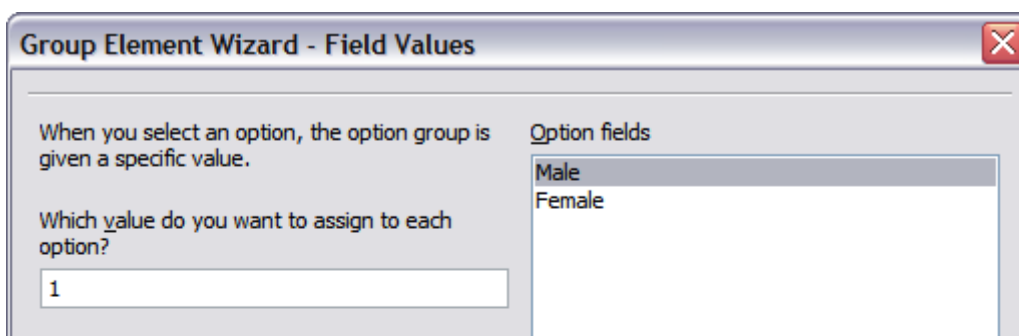 Group Element Wizard - Field Values
When you select an option, the option group is
given a specific value.
Which value do you want to assign to each
option?
1
Option fields
Male
Female